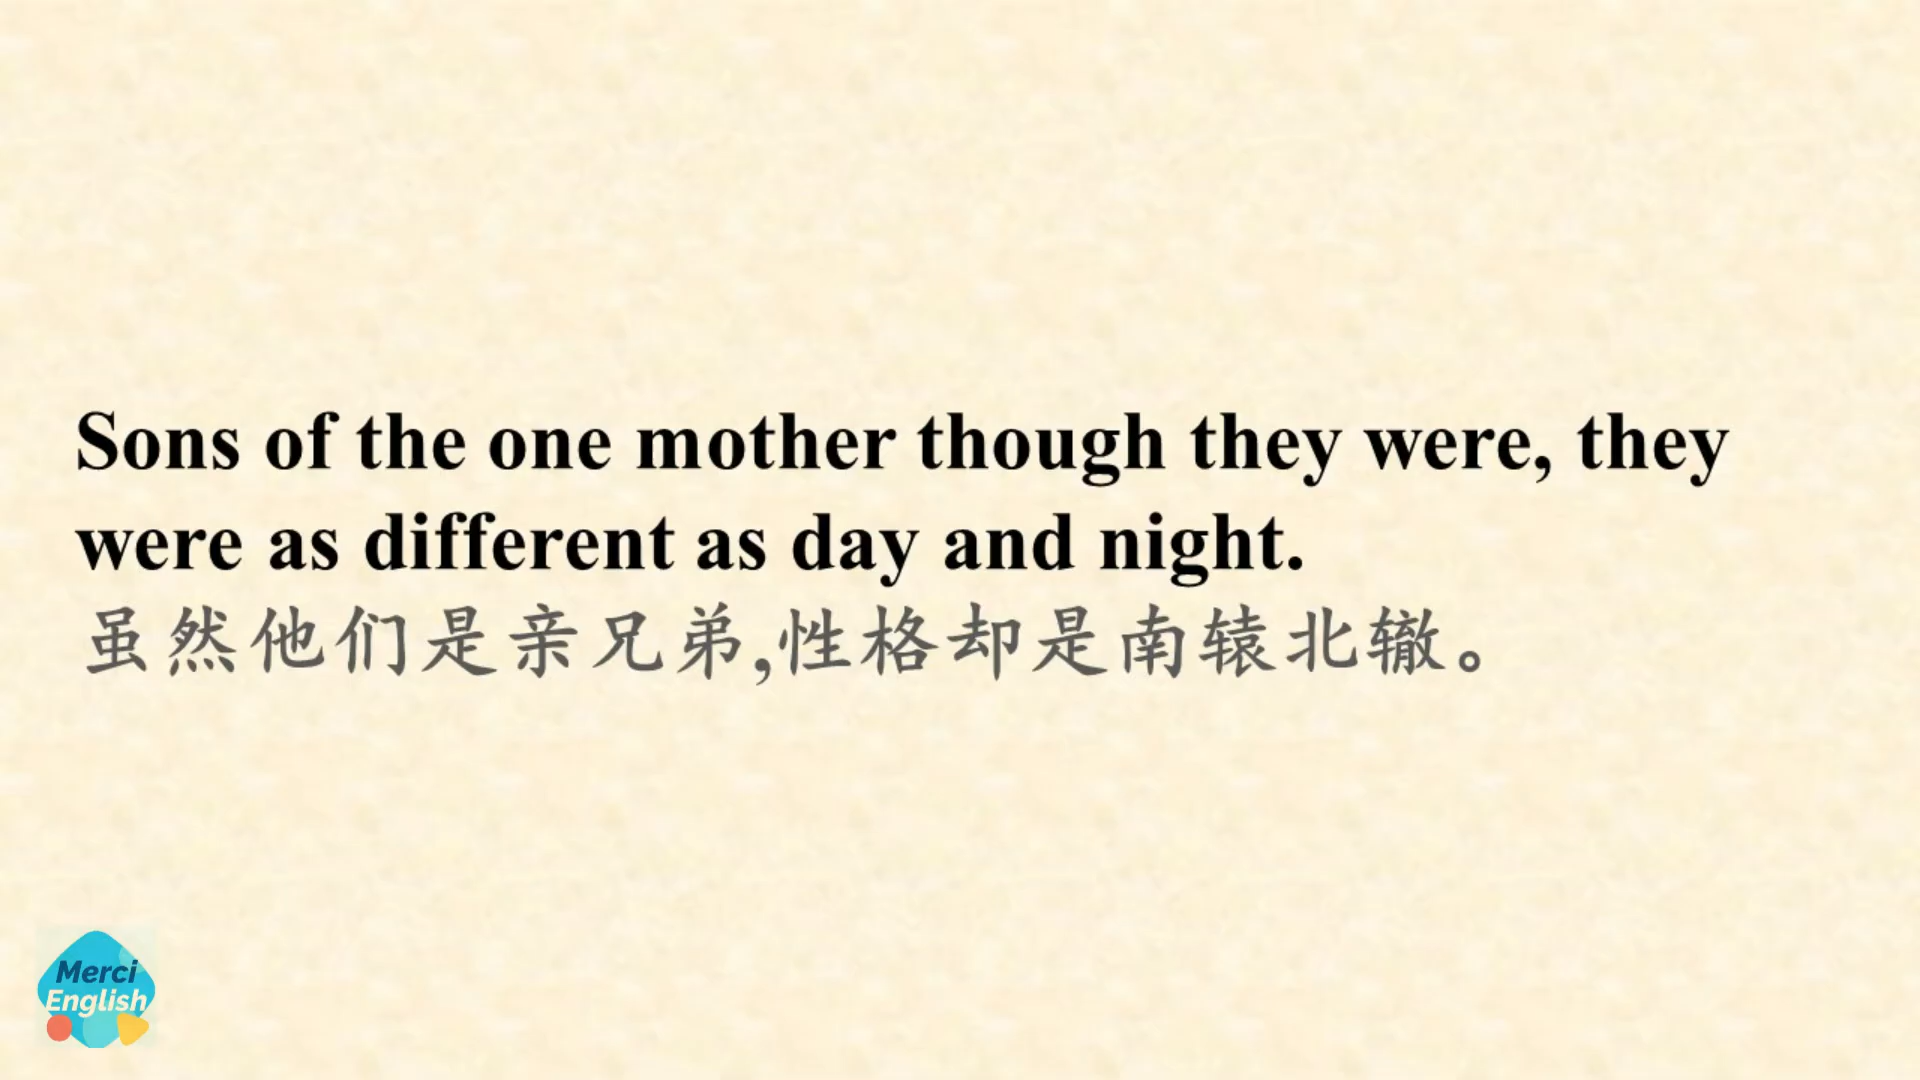 Sons of the one mother though they were, they
were as different as day and night.
虽然他们是亲兄弟,性格却是南辕北辙。
Merci
English